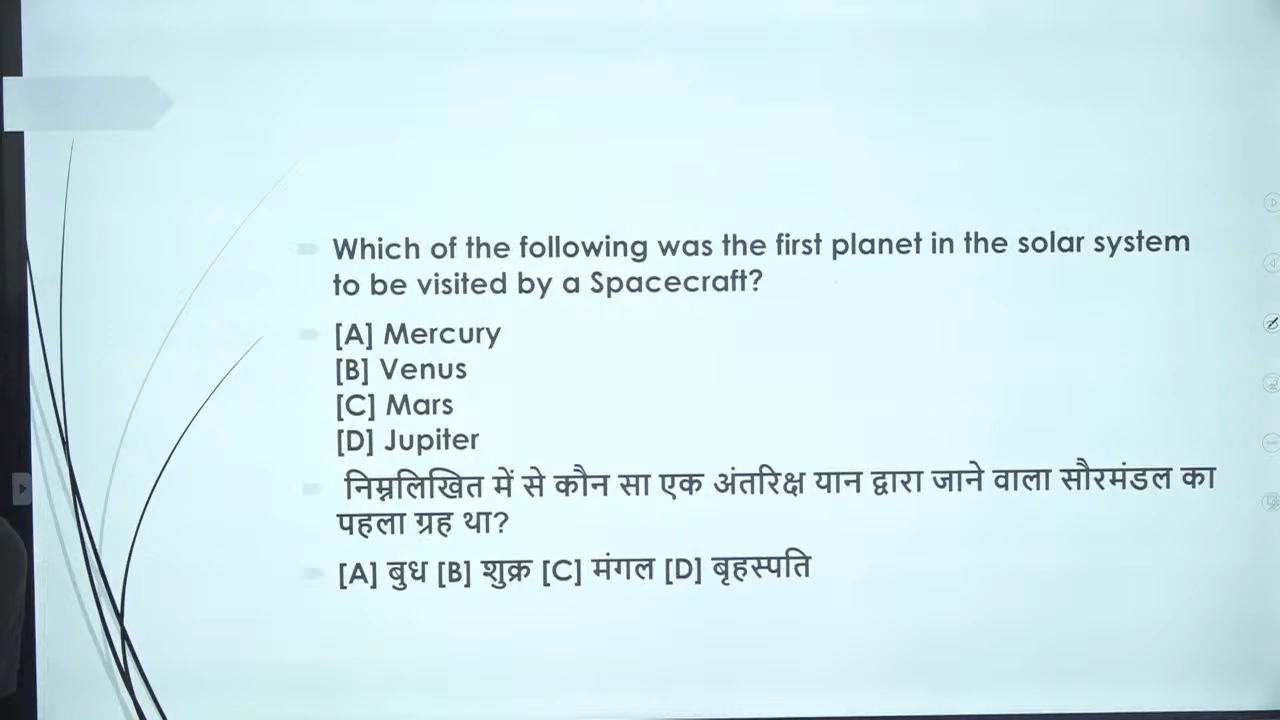 Which of the following was the first planet in the solar system
to be visited by a Spacecraft?
[A] Mercury
[B] Venus
[C] Mars
[D] Jupiter
निम्नलिखित में से कौन सा एक अंतरिक्ष यान द्वारा जाने वाला सौरमंडल का
पहला ग्रह था?
[A] बुध [B] शुक्र [C] मंगल [D] बृहस्पति